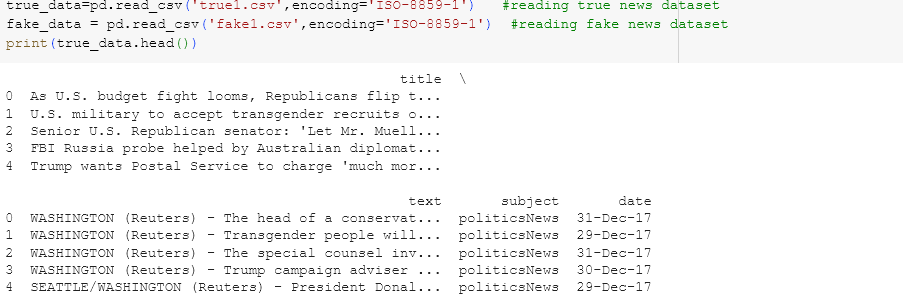 true_data=pd.read_csv('true1.csv',encoding='ISO-8859-1')   #reading true news dataset
fake_data = pd.read_csv('fake1.csv',encoding='ISO-8859-1')  #reading fake news dataset
print(true_data.head())
title  \
0  As U.S. budget fight looms, Republicans flip t...
1  U.S. military to accept transgender recruits o...
2  Senior U.S. Republican senator: 'Let Mr. Muell...
3  FBI Russia probe helped by Australian diplomat...
4  Trump wants Postal Service to charge 'much mor...
text       subject       date
0  WASHINGTON (Reuters) - The head of a conservat...  politicsNews  31-Dec-17
1  WASHINGTON (Reuters) - Transgender people will...  politicsNews  29-Dec-17
2  WASHINGTON (Reuters) - The special counsel inv...  politicsNews  31-Dec-17
3  WASHINGTON (Reuters) - Trump campaign adviser ...  politicsNews  30-Dec-17
4  SEATTLE/WASHINGTON (Reuters) - President Donal...  politicsNews  29-Dec-17